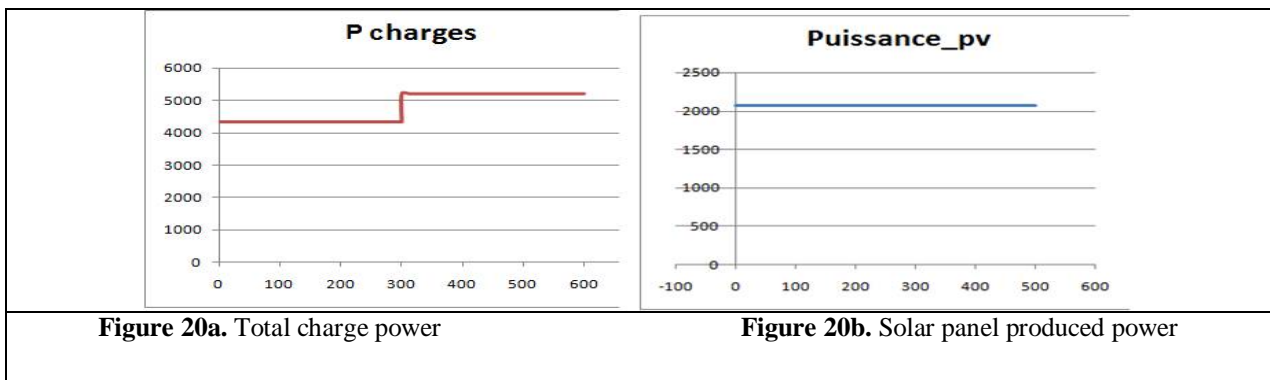 P charges
6000
5000
4000
3000
2000
1000
0
0 100 200 300 400 500 600
Puissance_pv
2500
2000
1500
1000
500
0
-100 0 100 200 300 400 500 600
Figure 20a. Total charge power
Figure 20b. Solar panel produced power